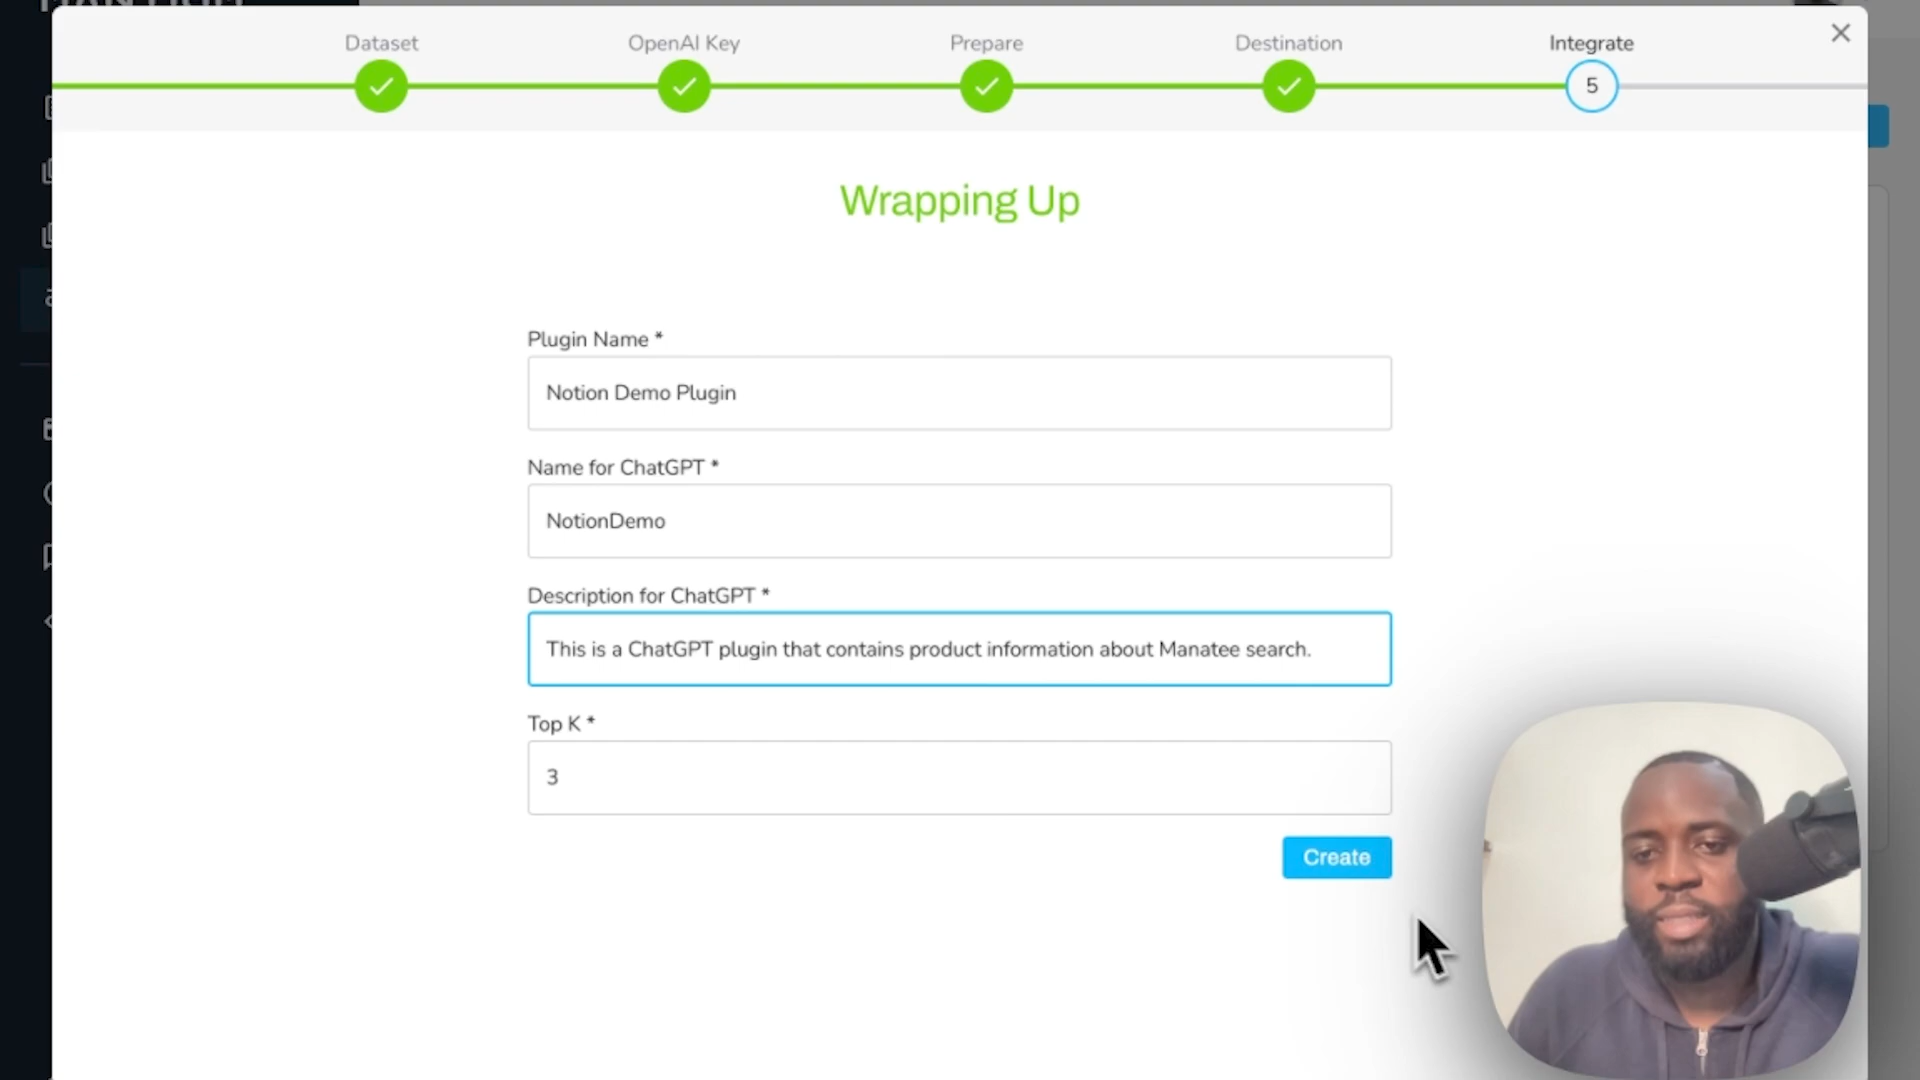 Dataset
OpenAI Key
Prepare
Destination
Integrate
5
Wrapping Up
Plugin Name *
Notion Demo Plugin
Name for ChatGPT *
NotionDemo
Description for ChatGPT *
This is a ChatGPT plugin that contains product information about Manatee search.
Top K *
3
Create